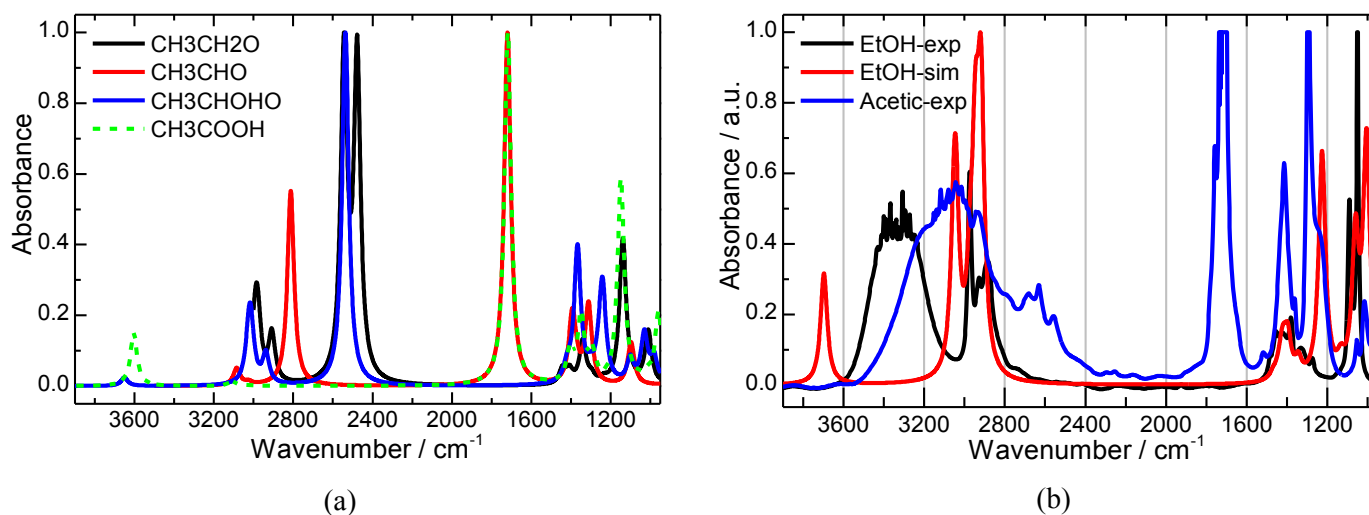 CH3CH2O
CH3CHO
CH3CHOHO
CH3COOH
Absorbance
1.0
0.8
0.6
0.4
0.2
0.0
3600 3200 2800 2400 2000 1600 1200
Wavenumber / cm⁻¹
(a)
EtOH-exp
EtOH-sim
Acetic-exp
Absorbance / a.u.
1.0
0.8
0.6
0.4
0.2
0.0
3600 3200 2800 2400 2000 1600 1200
Wavenumber / cm⁻¹
(b)